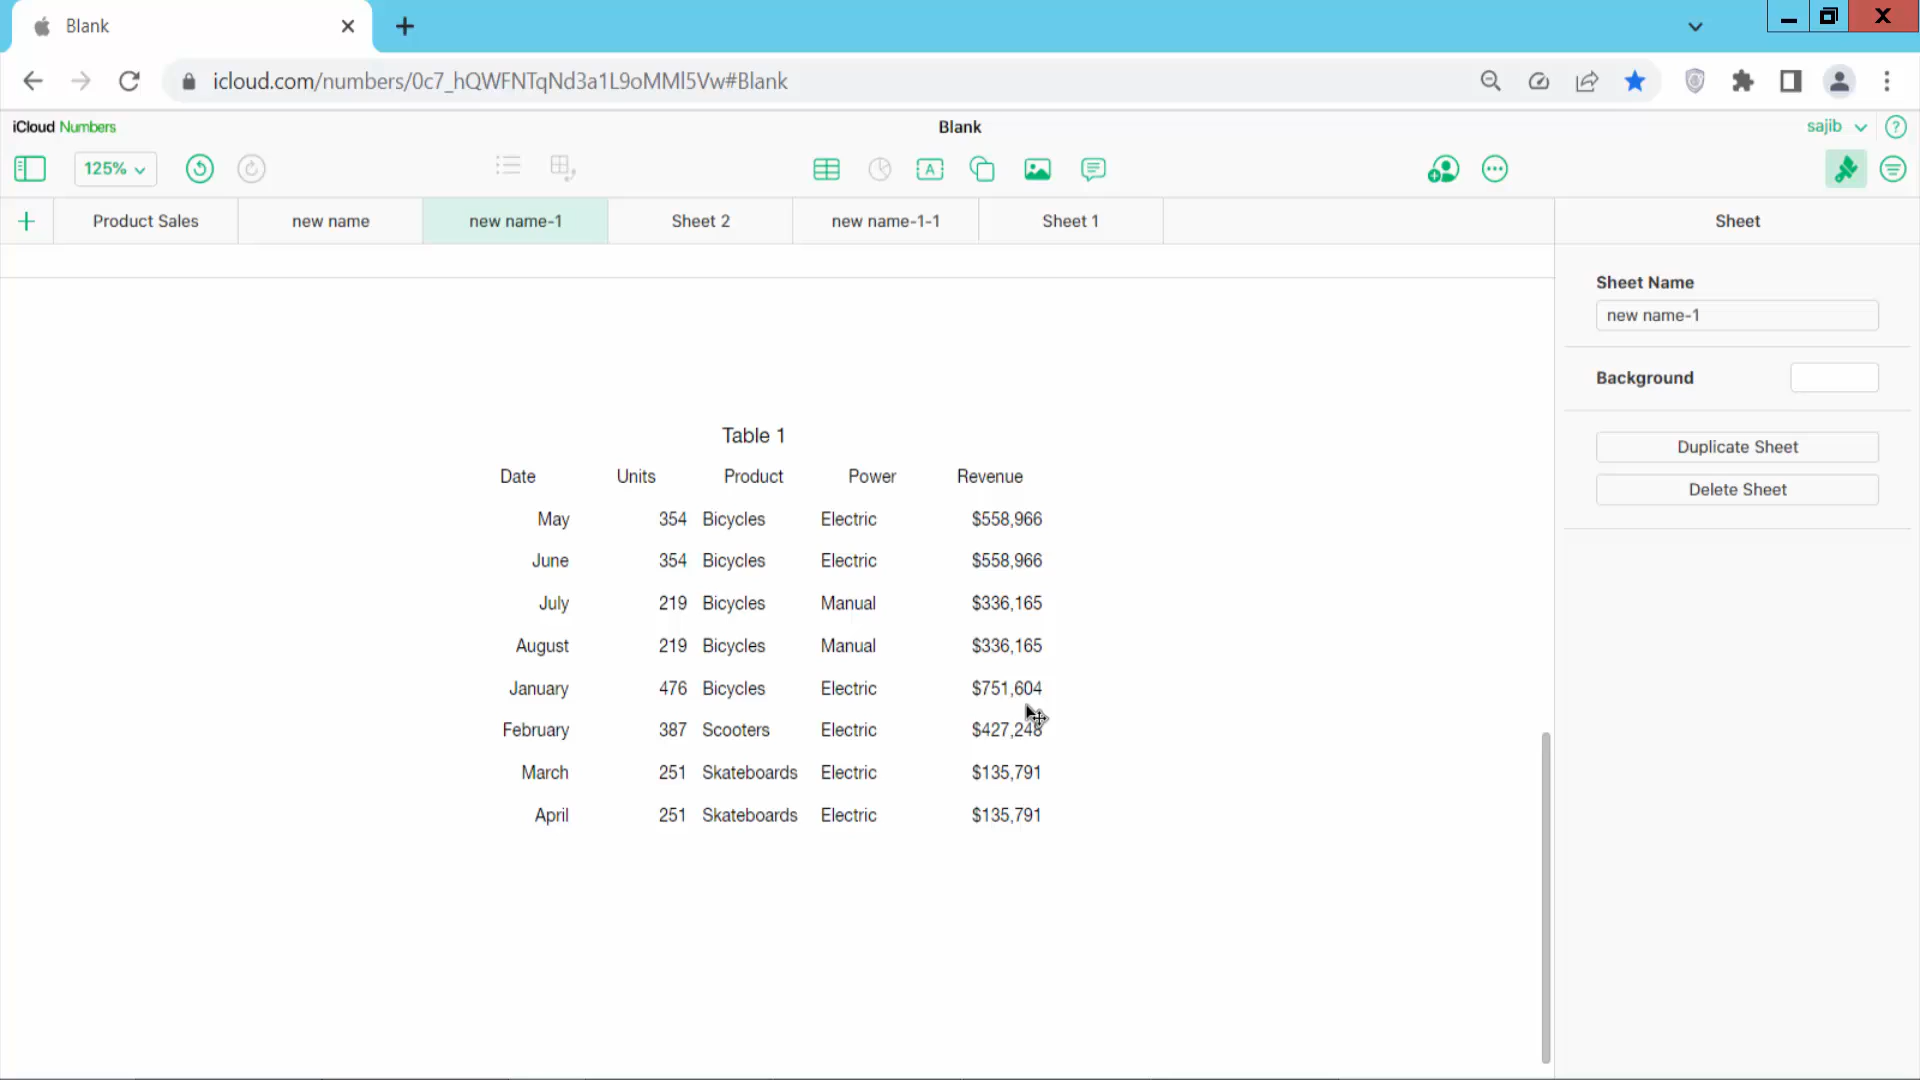 Blank
icloud.com/numbers/0c7_hQWFNTqNd3a1L9oMMl5Vw#Blank
iCloud Numbers
Blank
sajib
125%
A
Product Sales
new name
new name-1
Sheet 2
new name-1-1
Sheet 1
Sheet
Sheet Name
new name-1
Background
Duplicate Sheet
Delete Sheet
Table 1
Date Units Product Power Revenue
May 354 Bicycles Electric $558,966
June 354 Bicycles Electric $558,966
July 219 Bicycles Manual $336,165
August 219 Bicycles Manual $336,165
January 476 Bicycles Electric $751,604
February 387 Scooters Electric $427,248
March 251 Skateboards Electric $135,791
April 251 Skateboards Electric $135,791